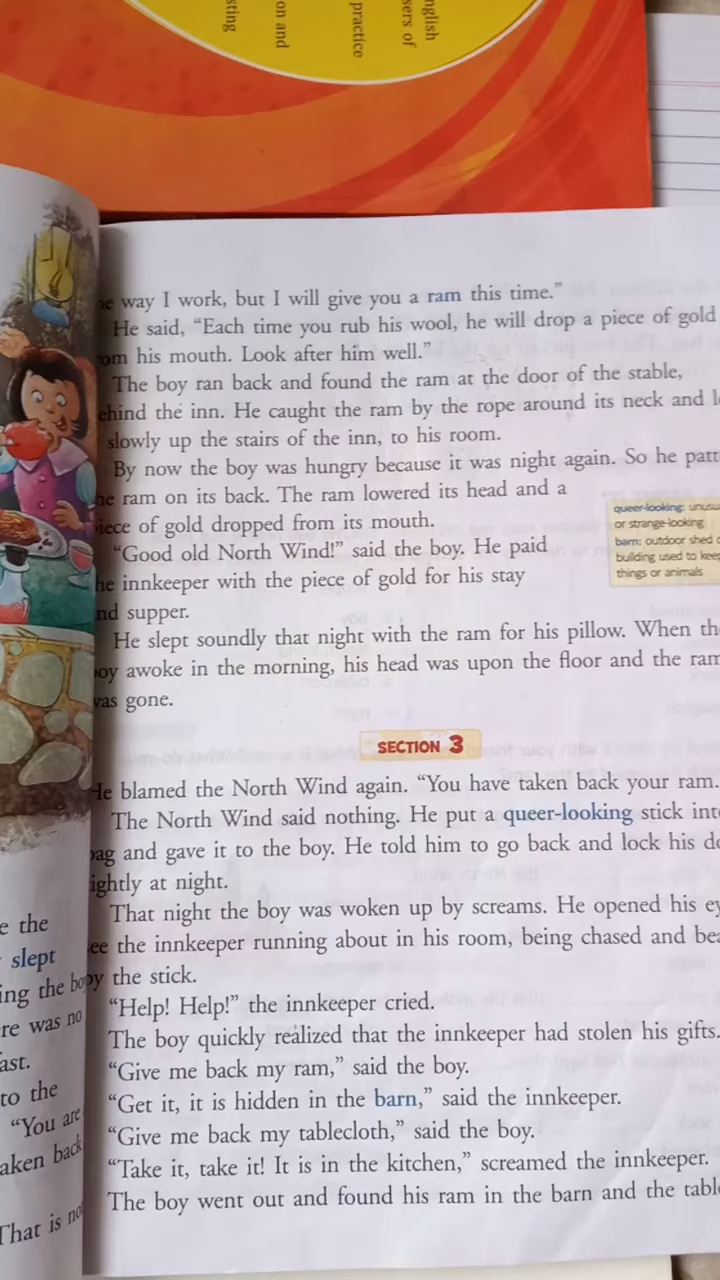 nglish
sers of
practice
on and
sting
e way I work, but I will give you a ram this time.”
He said, “Each time you rub his wool, he will drop a piece of gold
om his mouth. Look after him well.”
The boy ran back and found the ram at the door of the stable,
ehind the inn. He caught the ram by the rope around its neck and l
slowly up the stairs of the inn, to his room.
By now the boy was hungry because it was night again. So he patt
he ram on its back. The ram lowered its head and a
iece of gold dropped from its mouth.
“Good old North Wind!” said the boy. He paid
he innkeeper with the piece of gold for his stay
nd supper.
He slept soundly that night with the ram for his pillow. When th
oy awoke in the morning, his head was upon the floor and the ram
was gone.
queer-looking: unusu
or strange-looking
barn: outdoor shed o
building used to keep
things or animals
SECTION 3
He blamed the North Wind again. “You have taken back your ram.
The North Wind said nothing. He put a queer-looking stick int
bag and gave it to the boy. He told him to go back and lock his do
ightly at night.
That night the boy was woken up by screams. He opened his ey
ee the innkeeper running about in his room, being chased and bea
by the stick.
“Help! Help!” the innkeeper cried.
The boy quickly realized that the innkeeper had stolen his gifts.
“Give me back my ram,” said the boy.
“Get it, it is hidden in the barn,” said the innkeeper.
“Give me back my tablecloth,” said the boy.
“Take it, take it! It is in the kitchen,” screamed the innkeeper.
The boy went out and found his ram in the barn and the tabl
e the
slept
ing the bo
re was no
ast.
to the
“You are
aken back
That is no